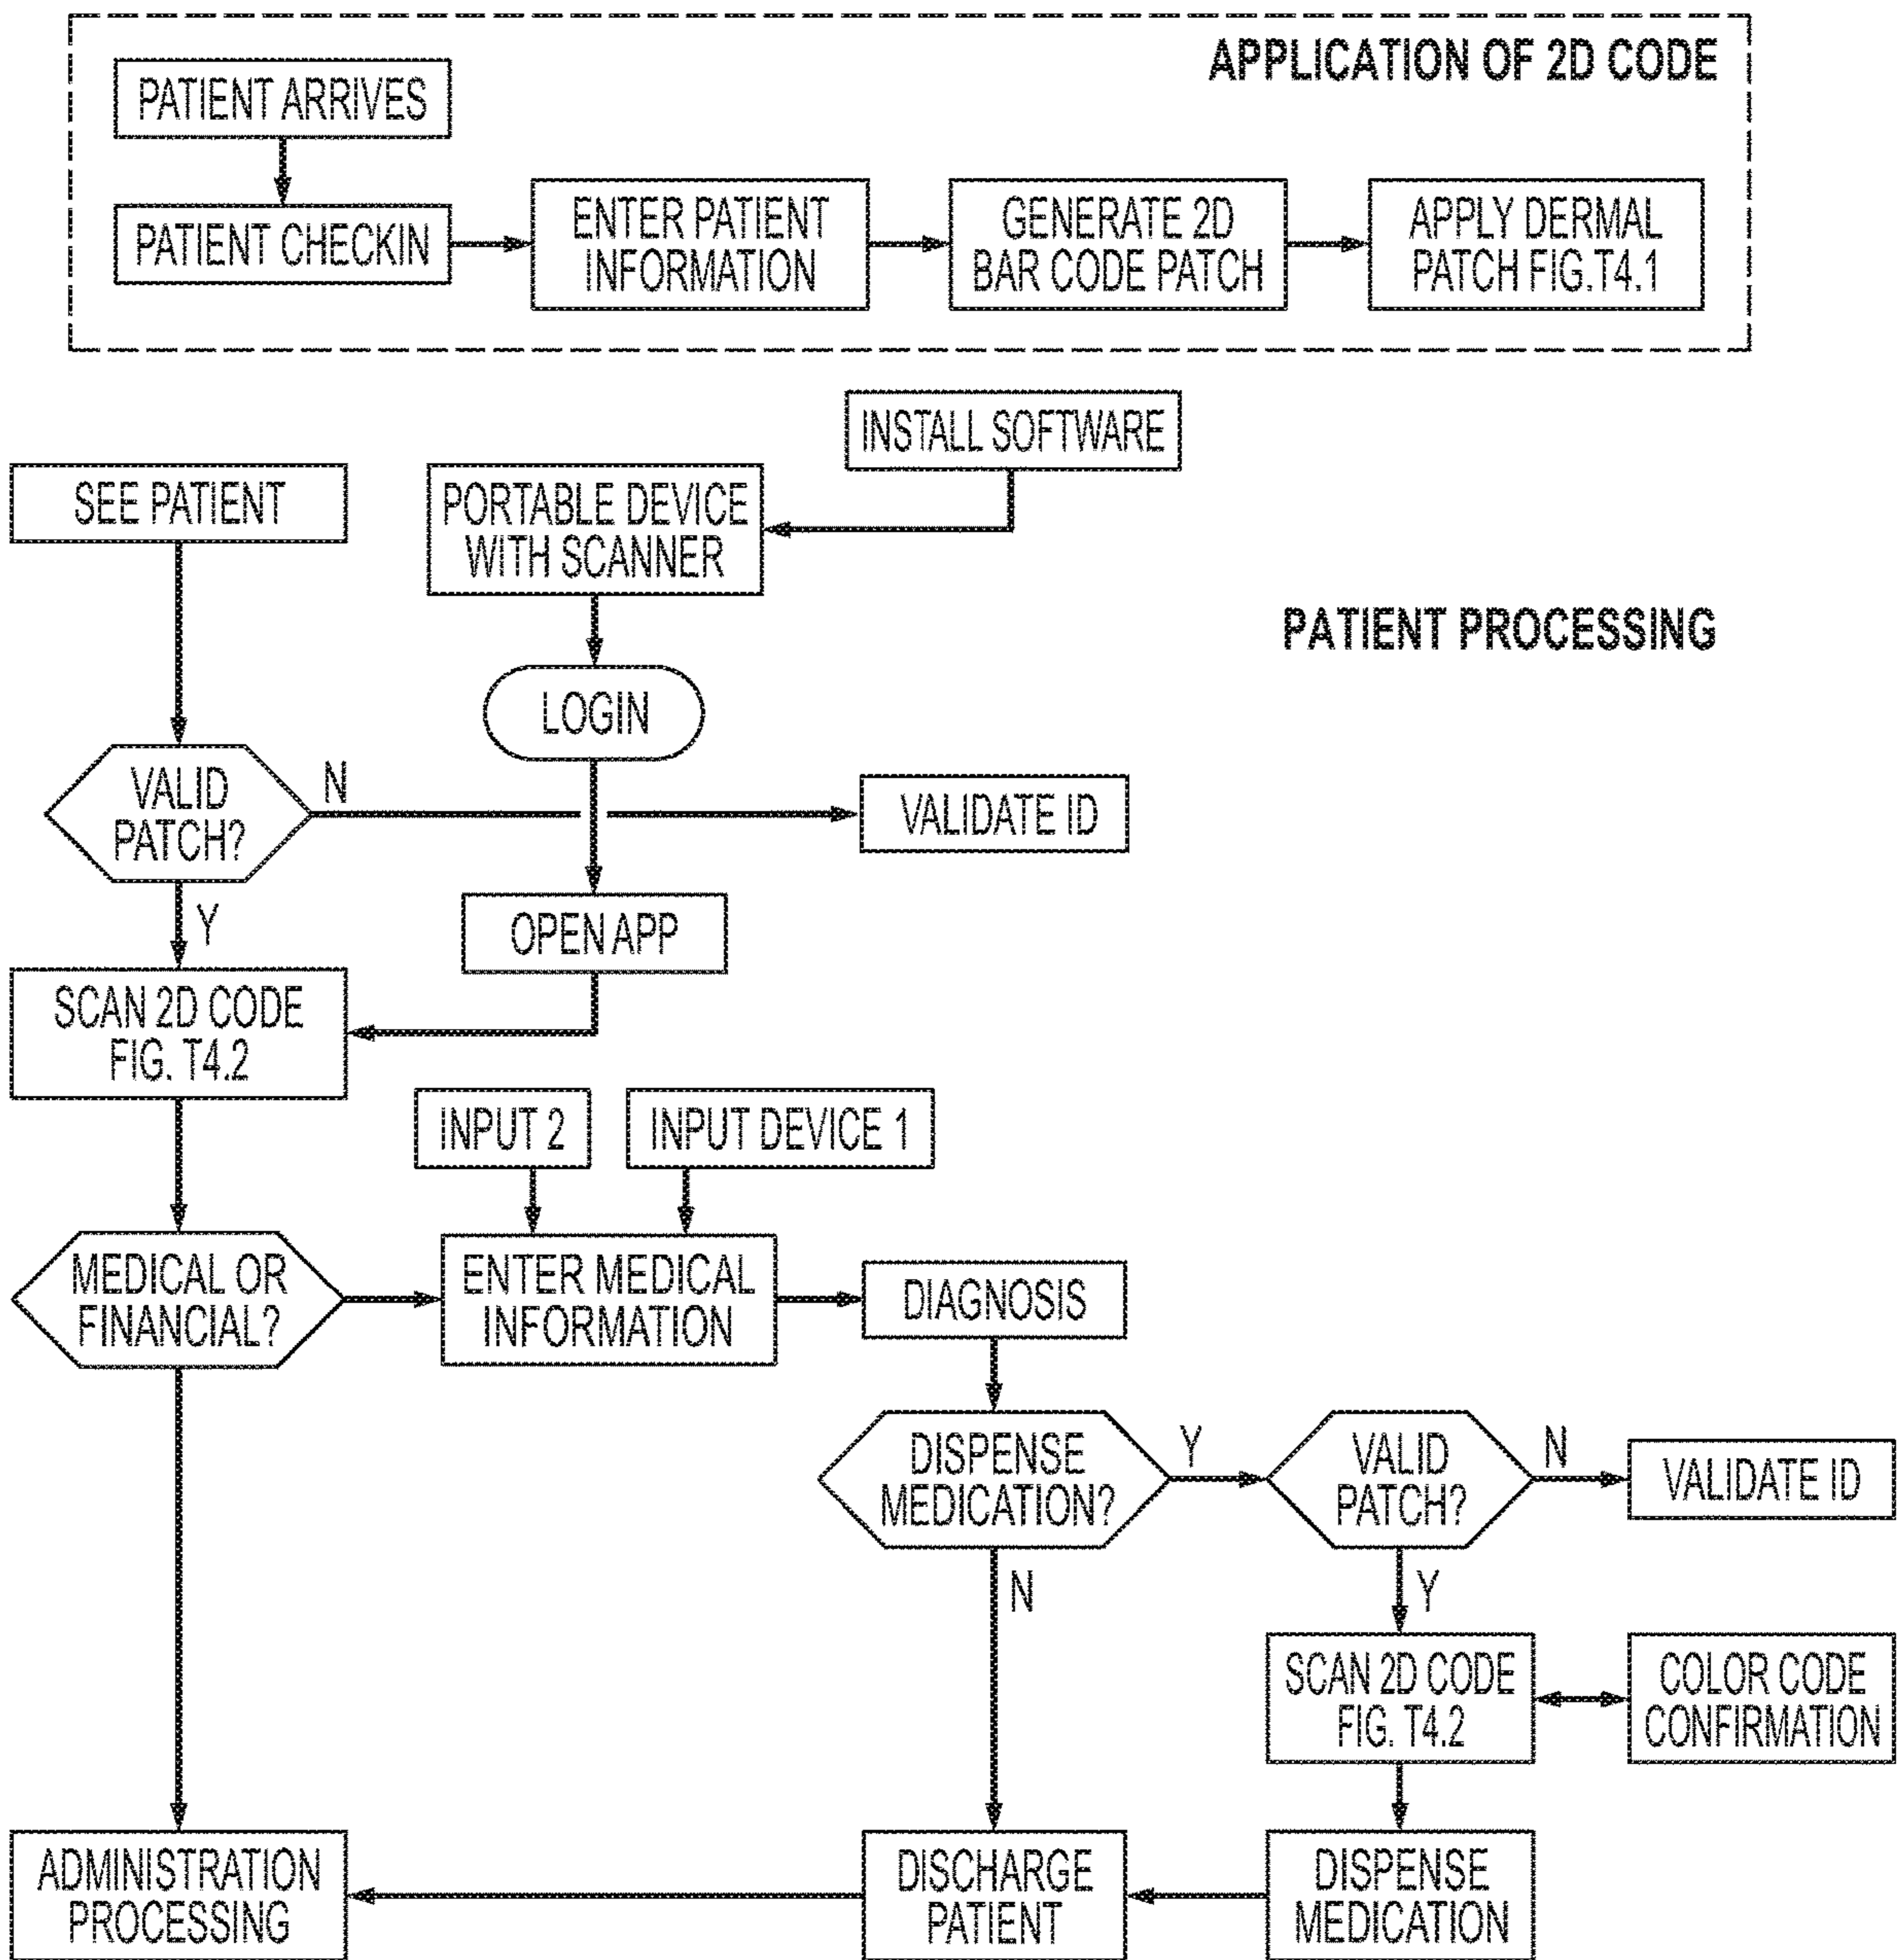 APPLICATION OF 2D CODE
PATIENT ARRIVES
PATIENT CHECKIN
ENTER PATIENT
INFORMATION
GENERATE 2D
BAR CODE PATCH
APPLY DERMAL
PATCH FIG.T4.1
INSTALL SOFTWARE
SEE PATIENT
PORTABLE DEVICE
WITH SCANNER
PATIENT PROCESSING
LOGIN
VALID
PATCH?
N
VALIDATE ID
Y
OPEN APP
SCAN 2D CODE
FIG. T4.2
INPUT 2
INPUT DEVICE 1
MEDICAL OR
FINANCIAL?
ENTER MEDICAL
INFORMATION
DIAGNOSIS
DISPENSE
MEDICATION?
Y
VALID
PATCH?
N
VALIDATE ID
N
Y
SCAN 2D CODE
FIG. T4.2
COLOR CODE
CONFIRMATION
ADMINISTRATION
PROCESSING
DISCHARGE
PATIENT
DISPENSE
MEDICATION